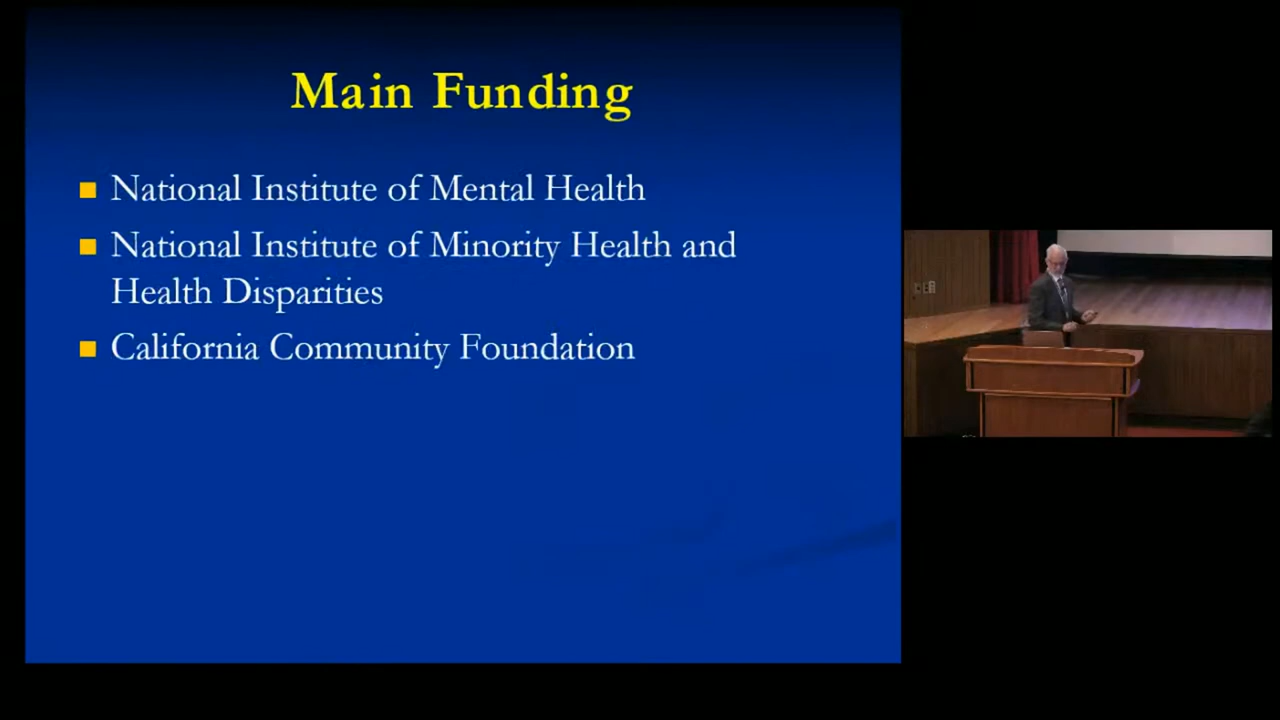 Main Funding
National Institute of Mental Health
National Institute of Minority Health and
Health Disparities
California Community Foundation